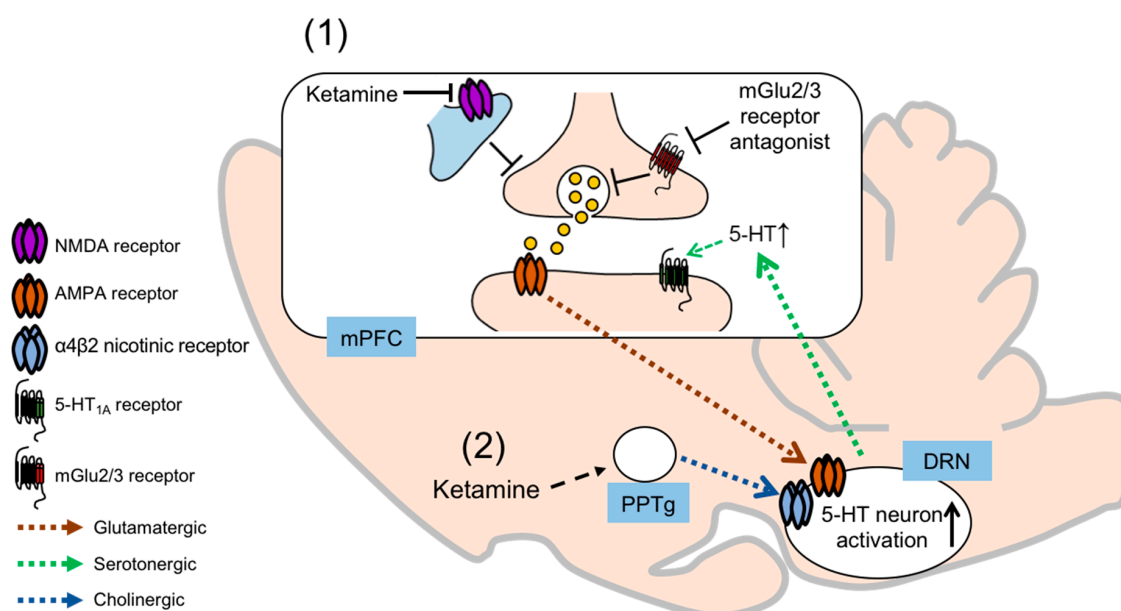 (1)
Ketamine
mGlu2/3
receptor
antagonist
5-HT↑
mPFC
NMDA receptor
AMPA receptor
α4β2 nicotinic receptor
5-HT1A receptor
mGlu2/3 receptor
Glutamatergic
Serotonergic
Cholinergic
(2)
Ketamine
PPTg
DRN
5-HT neuron
activation